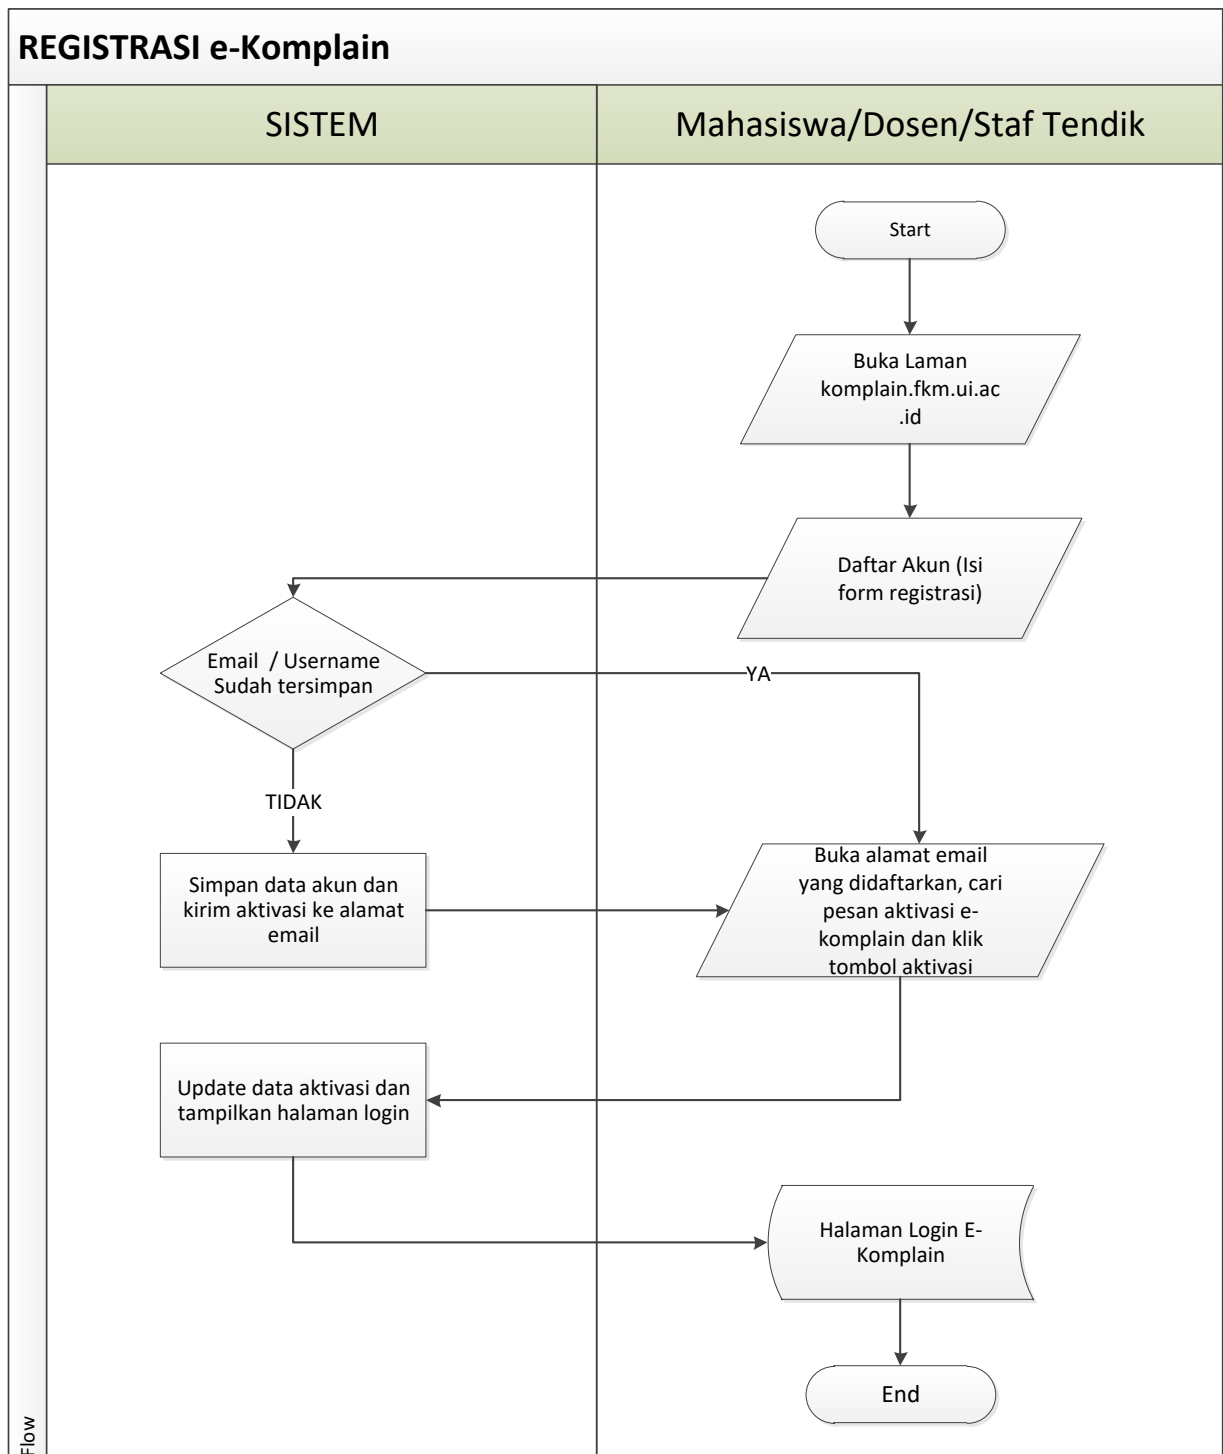 REGISTRASI e-Komplain
SISTEM
Mahasiswa/Dosen/Staf Tendik
Start
Buka Laman
komplain.fkm.ui.ac
.id
Daftar Akun (Isi
form registrasi)
Email / Username
Sudah tersimpan
YA
TIDAK
Simpan data akun dan
kirim aktivasi ke alamat
email
Buka alamat email
yang didaftarkan, cari
pesan aktivasi e-
komplain dan klik
tombol aktivasi
Update data aktivasi dan
tampilkan halaman login
Halaman Login E-
Komplain
End
Flow